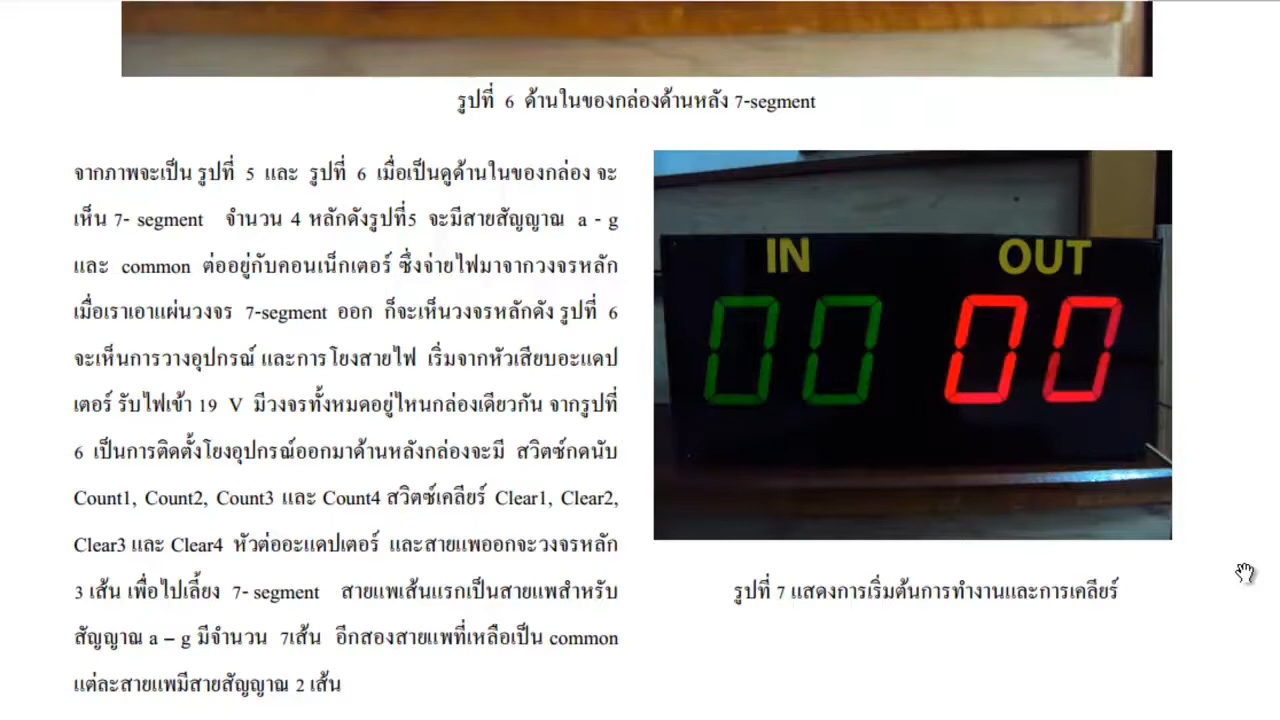 รูปที่ 6 ด้านในของกล่องด้านหลัง 7-segment
จากภาพจะเป็น รูปที่ 5 และ รูปที่ 6 เมื่อเป็นดูด้านในของกล่อง จะ
เห็น 7- segment จำนวน 4 หลักดังรูปที่5 จะมีสายสัญญาณ a - g
และ common ต่ออยู่กับคอนเน็กเตอร์ ซึ่งจ่ายไฟมาจากวงจรหลัก
เมื่อเราเอาแผ่นวงจร 7-segment ออก ก็จะเห็นวงจรหลักดัง รูปที่ 6
จะเห็นการวางอุปกรณ์ และการโยงสายไฟ เริ่มจากหัวเสียบอะแดป
เตอร์ รับไฟเข้า 19 V มีวงจรทั้งหมดอยู่ไหนกล่องเดียวกัน จากรูปที่
6 เป็นการติดตั้งโยงอุปกรณ์ออกมาด้านหลังกล่องจะมี สวิตซ์กดนับ
Count1, Count2, Count3 และ Count4 สวิตซ์เคลียร์ Clear1, Clear2,
Clear3 และ Clear4 หัวต่ออะแดปเตอร์ และสายแพออกจะวงจรหลัก
3 เส้น เพื่อไปเลี้ยง 7- segment สายแพเส้นแรกเป็นสายแพสำหรับ
สัญญาณ a – g มีจำนวน 7เส้น อีกสองสายแพที่เหลือเป็น common
แต่ละสายแพมีสายสัญญาณ 2 เส้น
IN OUT
00 00
รูปที่ 7 แสดงการเริ่มต้นการทำงานและการเคลียร์